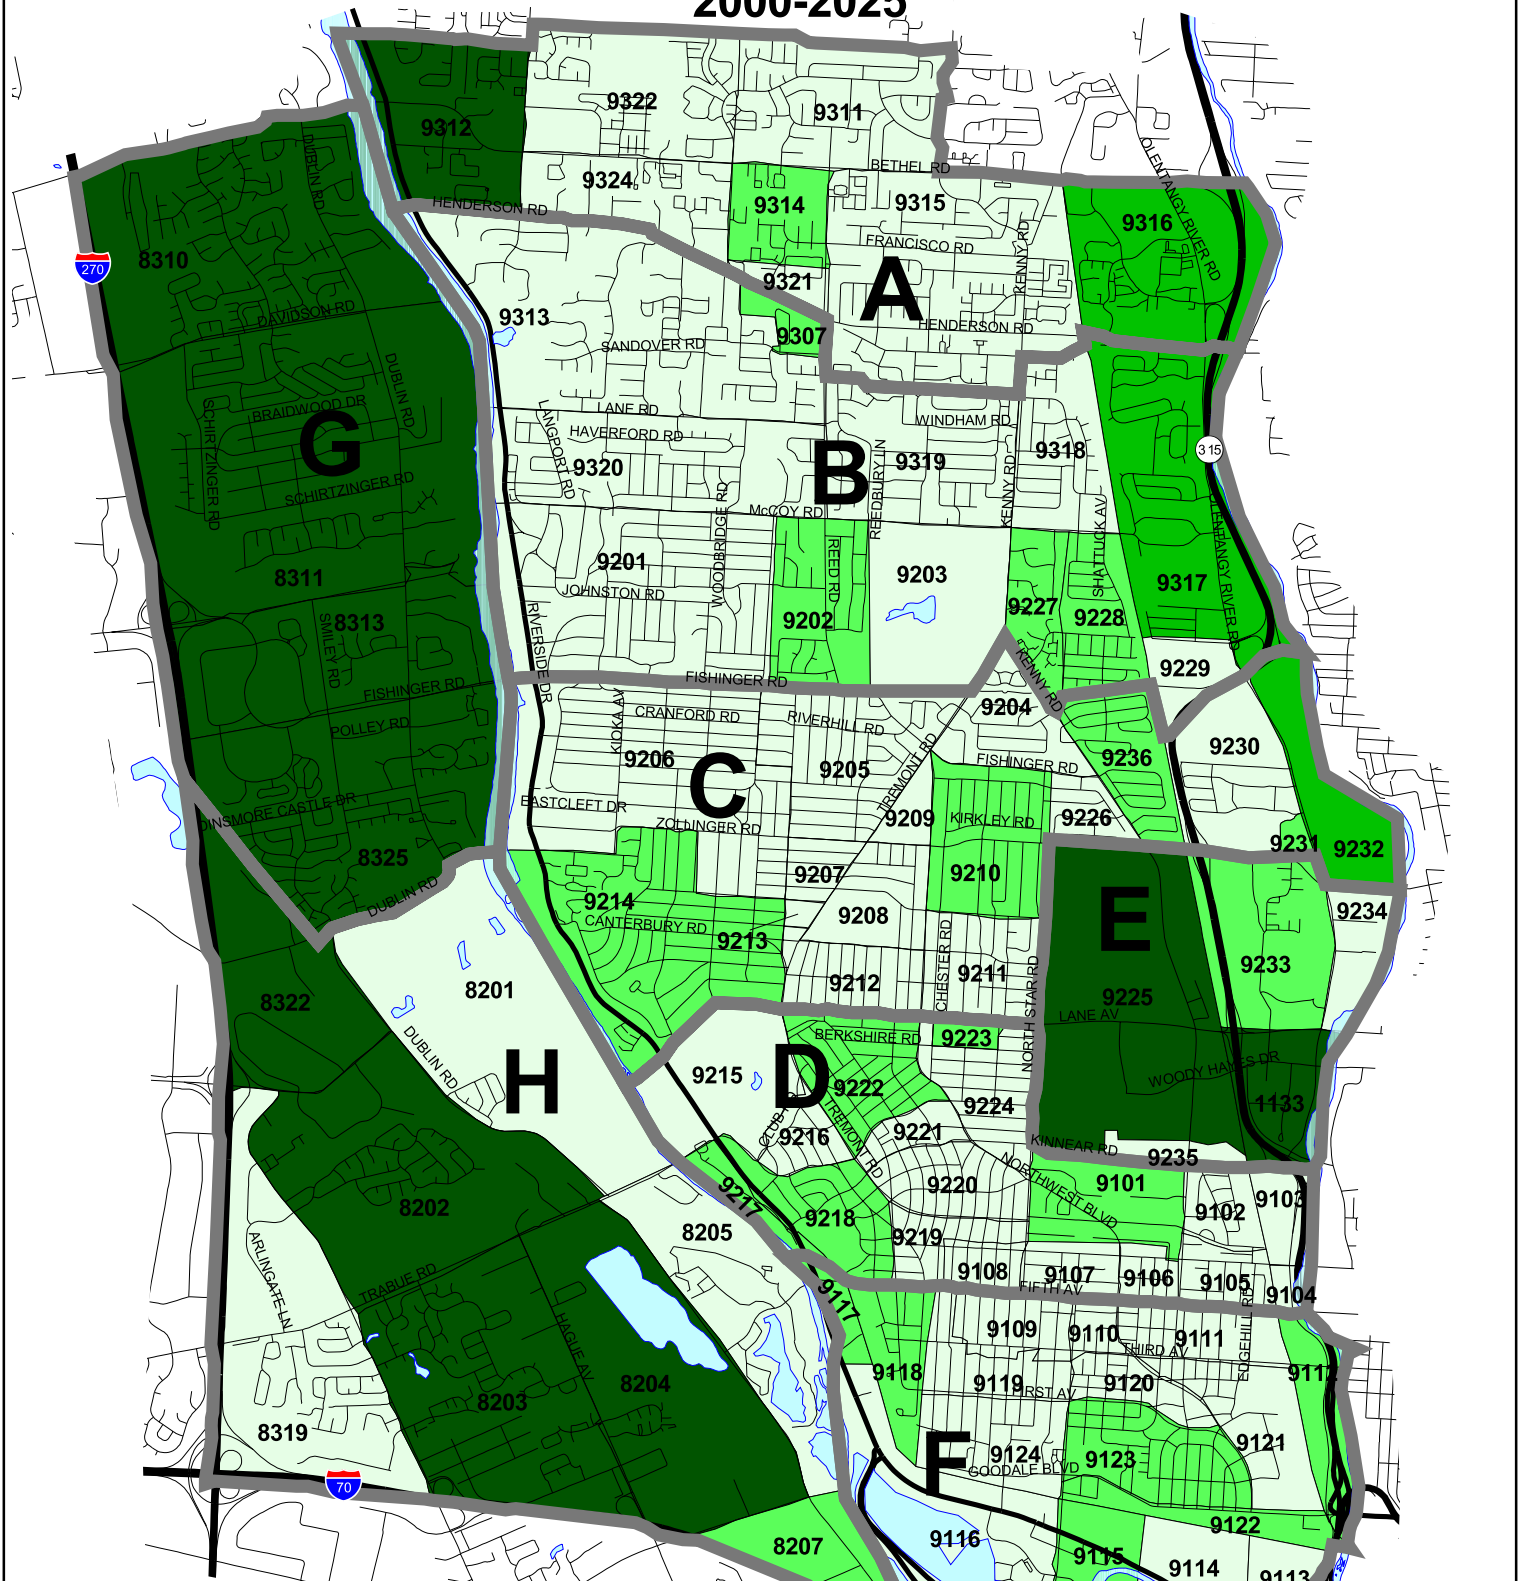 2000-2025
9322
9311
9312
DUBLIN RD
BETHEL RD
OLENTANGY RIVER RD
9324
9314
9315
9316
HENDERSON RD
FRANCISCO RD
KENNY RD
8310
270
9321
A
9313
DAVIDSON RD
HENDERSON RD
9307
SANDOVER RD
DUBLIN RD
BRAIDWOOD DR
LANE RD
LANGPORT RD
HAVERFORD RD
WINDHAM RD
SCHIRTZINGER RD
G
9320
B
REEDBURY LN
9319
9318
315
KENNY RD
SCHIRTZINGER RD
WOODBRIDGE RD
McCOY RD
SHATTUCK AV
OLENTANGY RIVER RD
9201
REED RD
9203
8311
JOHNSTON RD
9317
9227
9202
9228
8313
SMILEY RD
RIVERSIDE DR
9229
FISHINGER RD
FISHINGER RD
KENNY RD
POLLEY RD
KIOKA AV
CRANFORD RD
RIVERHILL RD
9204
9206
C
9205
TREMONT RD
FISHINGER RD
9236
9230
DINSMORE CASTLE DR
EASTCLEFT DR
ZOLLINGER RD
9209
KIRKLEY RD
9226
8325
9231
9232
9207
9210
DUBLIN RD
9214
CANTERBURY RD
9208
E
9234
9213
CHESTER RD
9233
8201
9212
9211
NORTH STAR RD
9225
8322
LANE AV
DUBLIN RD
H
D
BERKSHIRE RD
9223
9215
9222
WOODY HAYES DR
1133
TREMONT RD
9224
9216
9221
KINNEAR RD
9235
NORTHWEST BLVD
8202
9217
9220
9101
9218
9102
9103
8205
9219
ARLINGATE LN
TRABUE RD
9108
9107
9106
9105
9104
FIFTH AV
9117
EDGEHILL RD
HAGUE AV
9109
9110
9111
THIRD AV
9118
9112
8204
9119
9120
8203
8319
F
9124
9123
9121
GOODALE BLVD
70
9122
8207
9116
9115
9114
9113